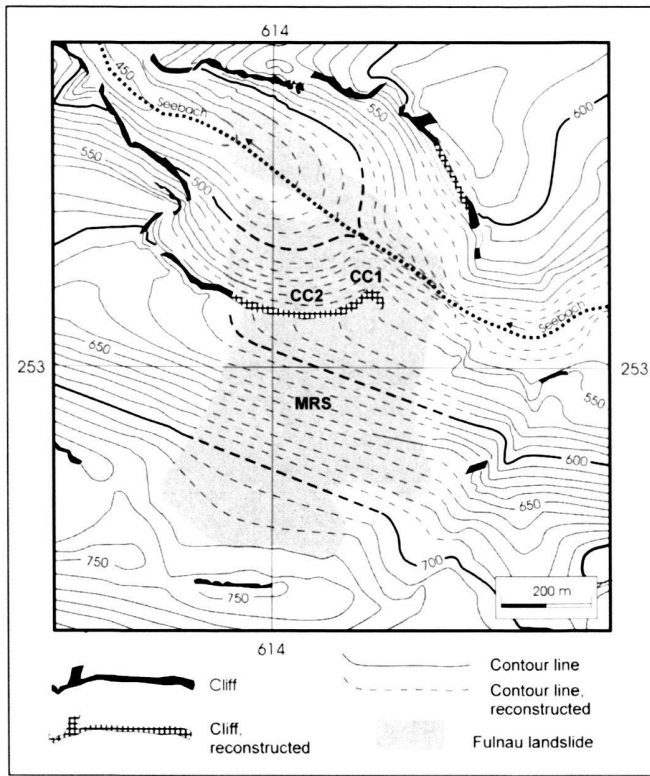 614
450
Seebach
550
600
550
500
CC1
CC2
Seebach
650
253
253
MRS
550
600
650
700
750
750
200 m
614
Cliff
Contour line
Contour line,
reconstructed
Cliff,
reconstructed
Fulnau landslide